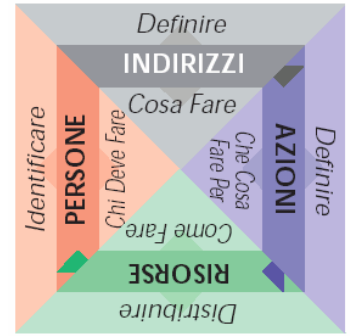 Definire
INDIRIZZI
Cosa Fare
Definire
AZIONI
Che Cosa
Fare Per
Distribuire
RISORSE
Come Fare
Identificare
PERSONE
Chi Deve Fare